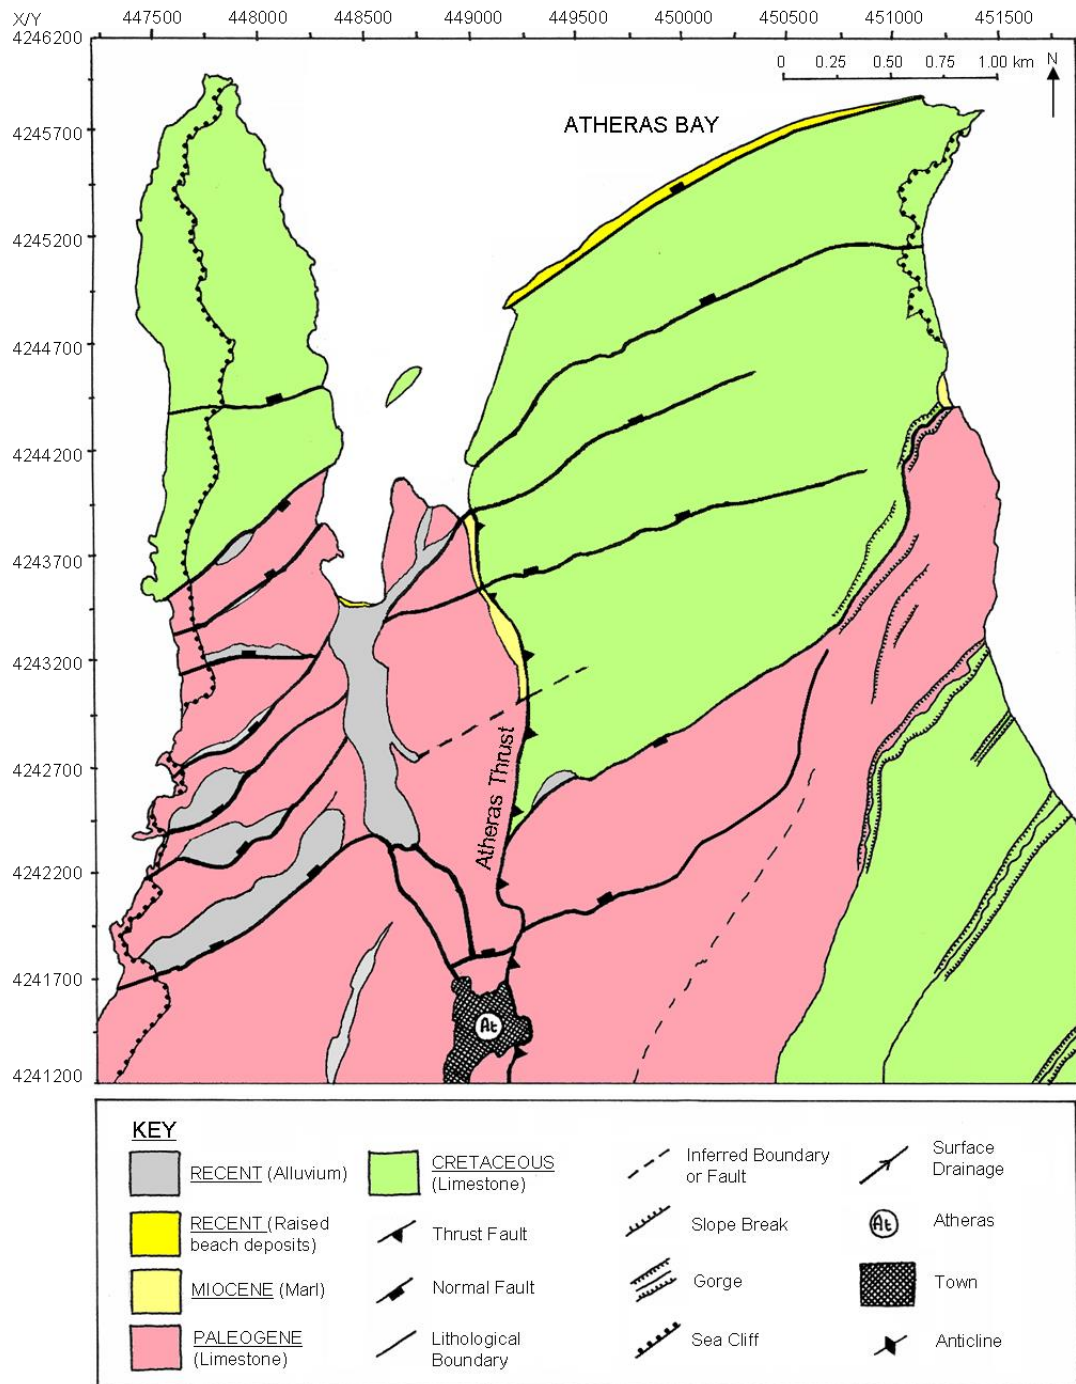 X/Y 447500 448000 448500 449000 449500 450000 450500 451000 451500
4246200
0 0.25 0.50 0.75 1.00 km N
ATHERAS BAY
4245700
4245200
4244700
4244200
4243700
4243200
4242700
4242200
4241700
4241200
Atheras Thrust
At
KEY
RECENT (Alluvium)
RECENT (Raised
beach deposits)
MIOCENE (Marl)
PALEOGENE
(Limestone)
CRETACEOUS
(Limestone)
Thrust Fault
Normal Fault
Lithological
Boundary
Inferred Boundary
or Fault
Slope Break
Gorge
Sea Cliff
Surface
Drainage
At Atheras
Town
Anticline